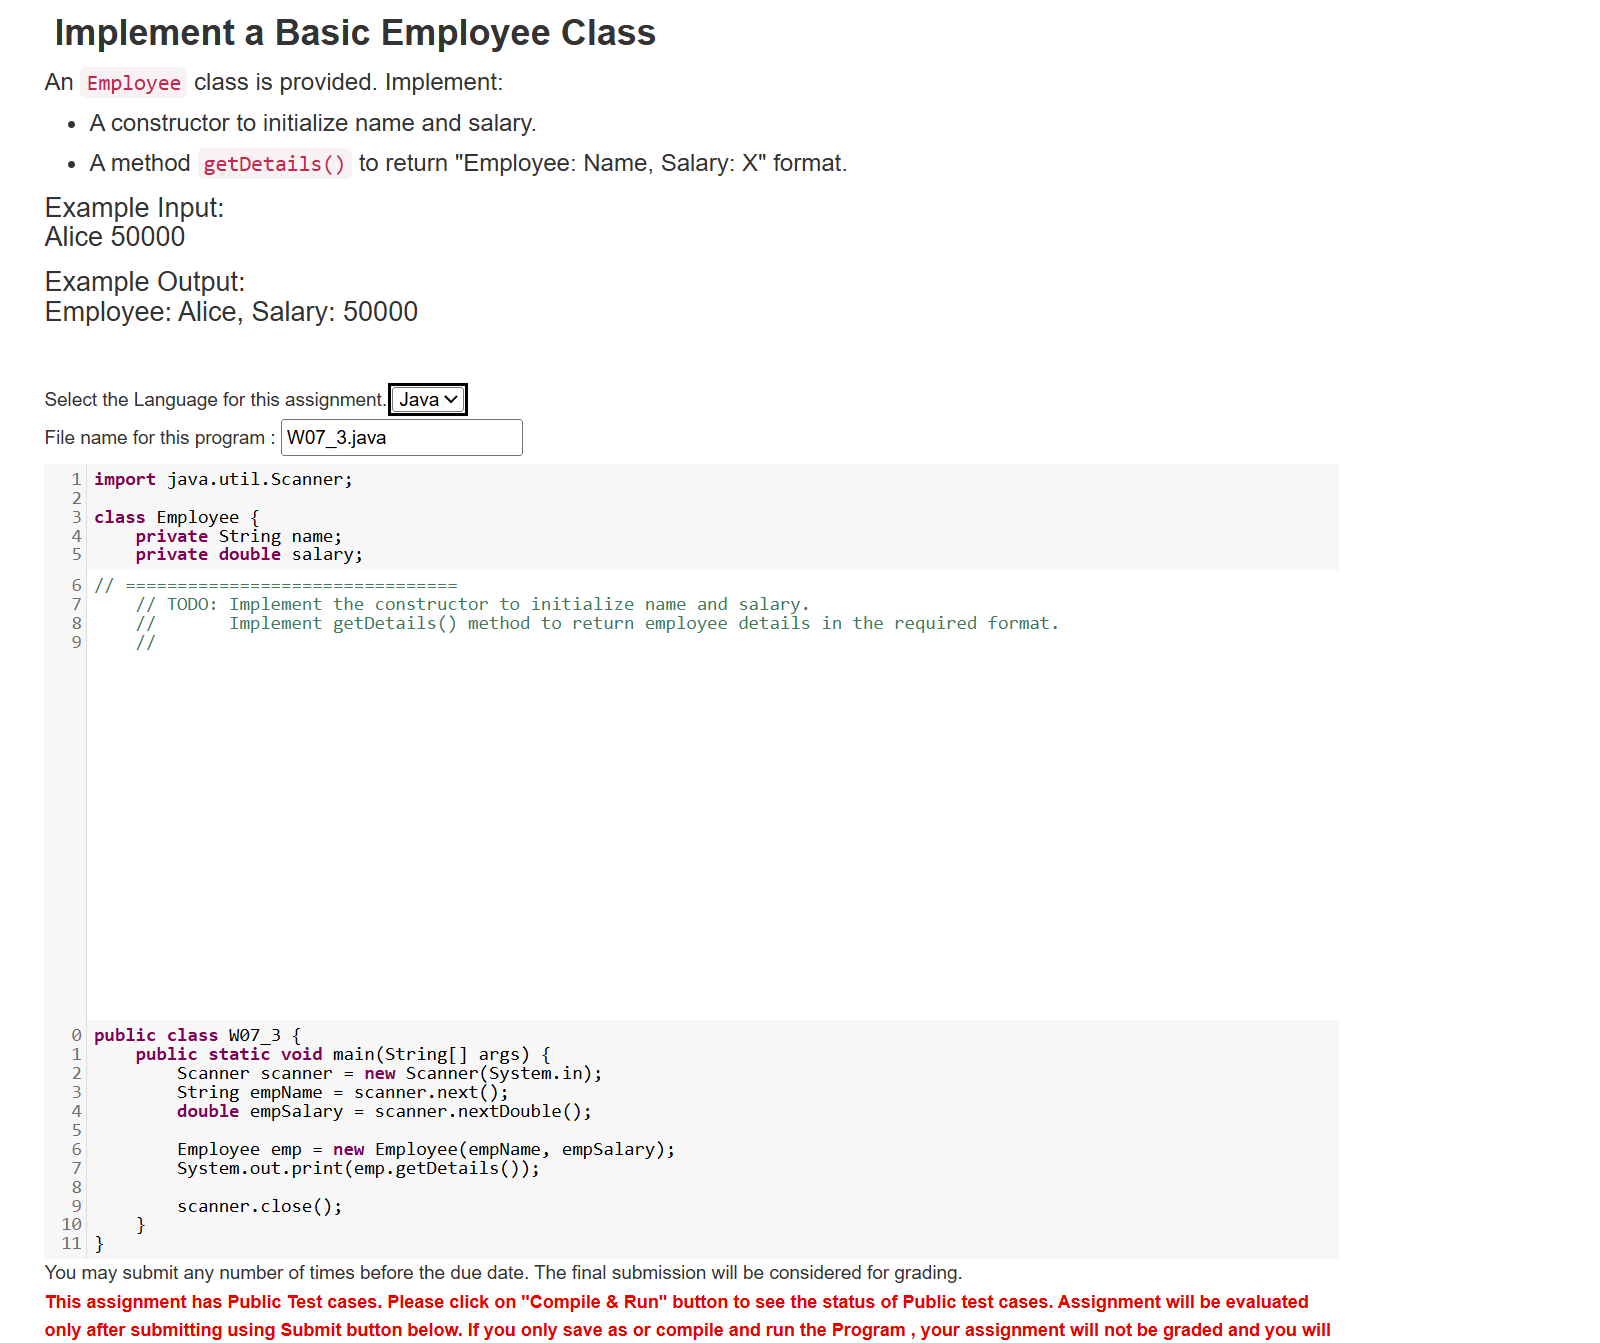 Implement a Basic Employee Class
An Employee class is provided. Implement:
• A constructor to initialize name and salary.
• A method getDetails() to return "Employee: Name, Salary: X" format.
Example Input:
Alice 50000
Example Output:
Employee: Alice, Salary: 50000
Select the Language for this assignment. Java
File name for this program : W07_3.java
1 import java.util.Scanner;
2
3 class Employee {
4     private String name;
5     private double salary;
6 // ================================
7     // TODO: Implement the constructor to initialize name and salary.
8     //       Implement getDetails() method to return employee details in the required format.
9     //
0 public class W07_3 {
1     public static void main(String[] args) {
2         Scanner scanner = new Scanner(System.in);
3         String empName = scanner.next();
4         double empSalary = scanner.nextDouble();
5
6         Employee emp = new Employee(empName, empSalary);
7         System.out.print(emp.getDetails());
8
9         scanner.close();
10     }
11 }
You may submit any number of times before the due date. The final submission will be considered for grading.
This assignment has Public Test cases. Please click on "Compile & Run" button to see the status of Public test cases. Assignment will be evaluated
only after submitting using Submit button below. If you only save as or compile and run the Program , your assignment will not be graded and you will